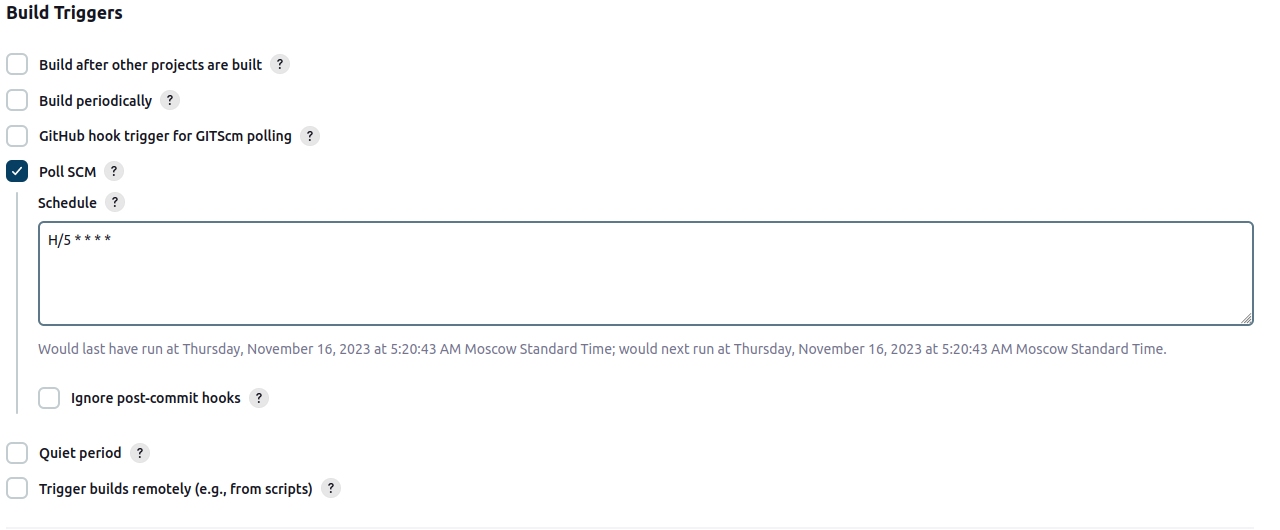 Build Triggers
Build after other projects are built ?
Build periodically ?
GitHub hook trigger for GITScm polling ?
Poll SCM ?
Schedule ?
H/5 * * * *
Would last have run at Thursday, November 16, 2023 at 5:20:43 AM Moscow Standard Time; would next run at Thursday, November 16, 2023 at 5:20:43 AM Moscow Standard Time.
Ignore post-commit hooks ?
Quiet period ?
Trigger builds remotely (e.g., from scripts) ?